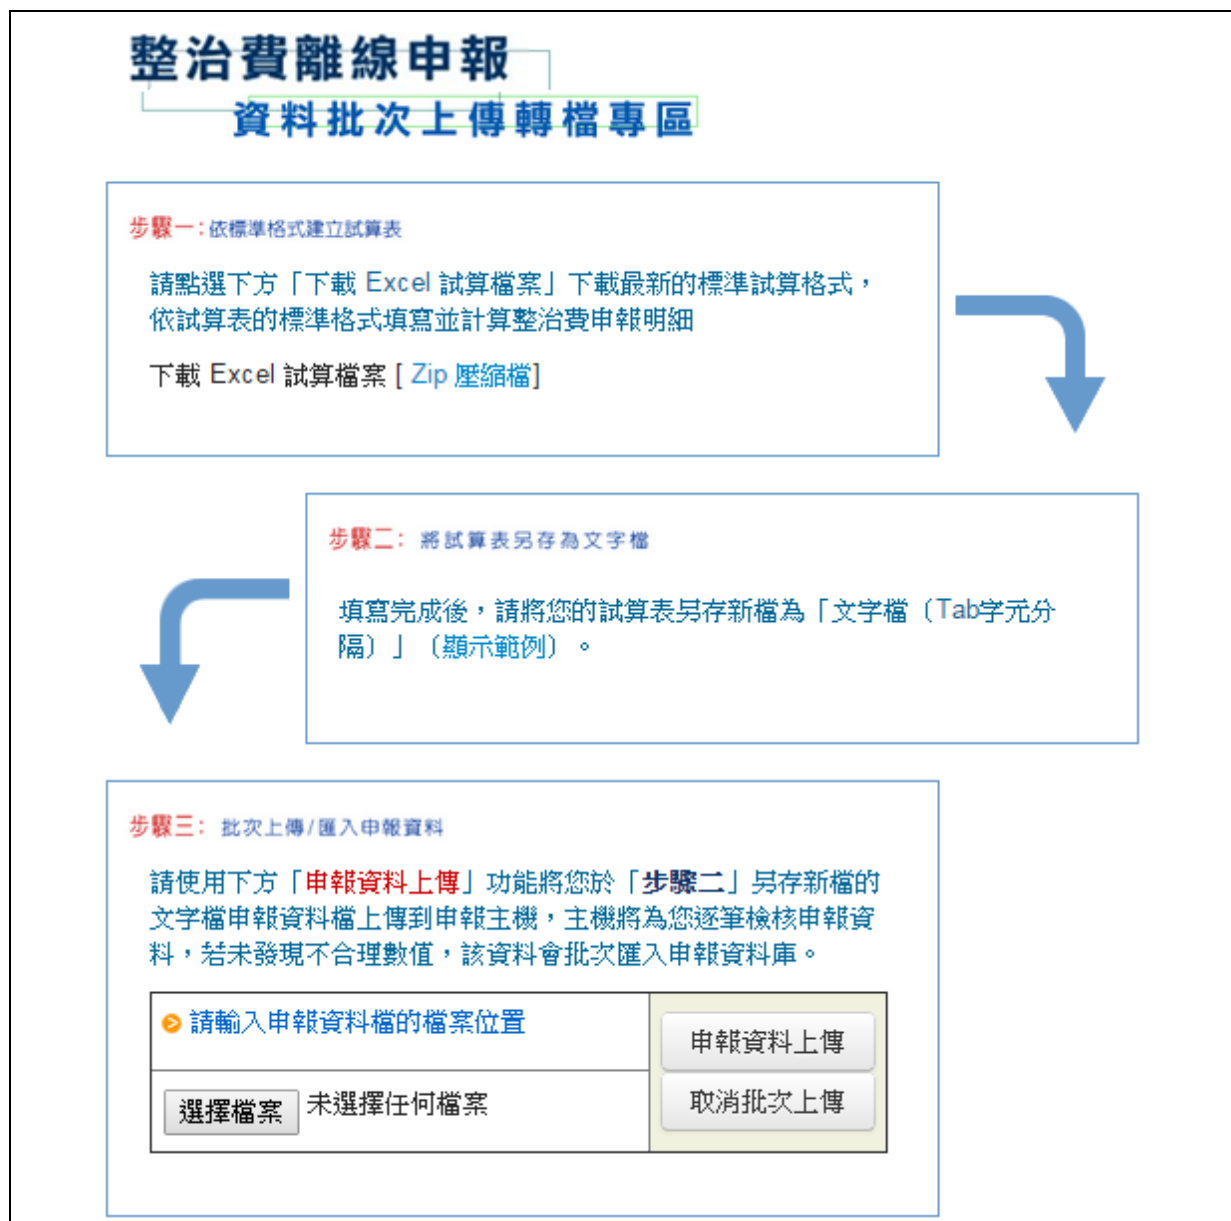 整治費離線申報
資料批次上傳轉檔專區
步驟一：依標準格式建立試算表
請點選下方「下載 Excel 試算檔案」下載最新的標準試算格式，
依試算表的標準格式填寫並計算整治費申報明細
下載 Excel 試算檔案 [ Zip 壓縮檔]
步驟二： 將試算表另存為文字檔
填寫完成後，請將您的試算表另存新檔為「文字檔（Tab字元分
隔）」（顯示範例）。
步驟三： 批次上傳/匯入申報資料
請使用下方「申報資料上傳」功能將您於「步驟二」另存新檔的
文字檔申報資料檔上傳到申報主機，主機將為您逐筆檢核申報資
料，若未發現不合理數值，該資料會批次匯入申報資料庫。
請輸入申報資料檔的檔案位置
申報資料上傳
選擇檔案 未選擇任何檔案
取消批次上傳